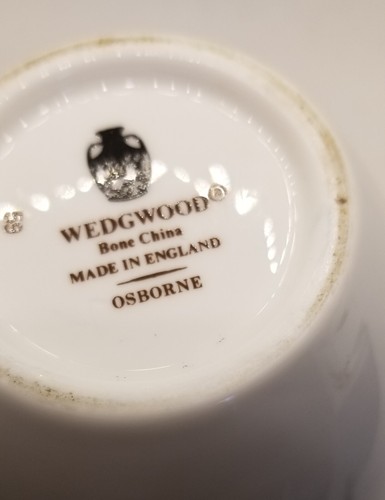 WEDGWOOD®
Bone China
MADE IN ENGLAND
OSBORNE